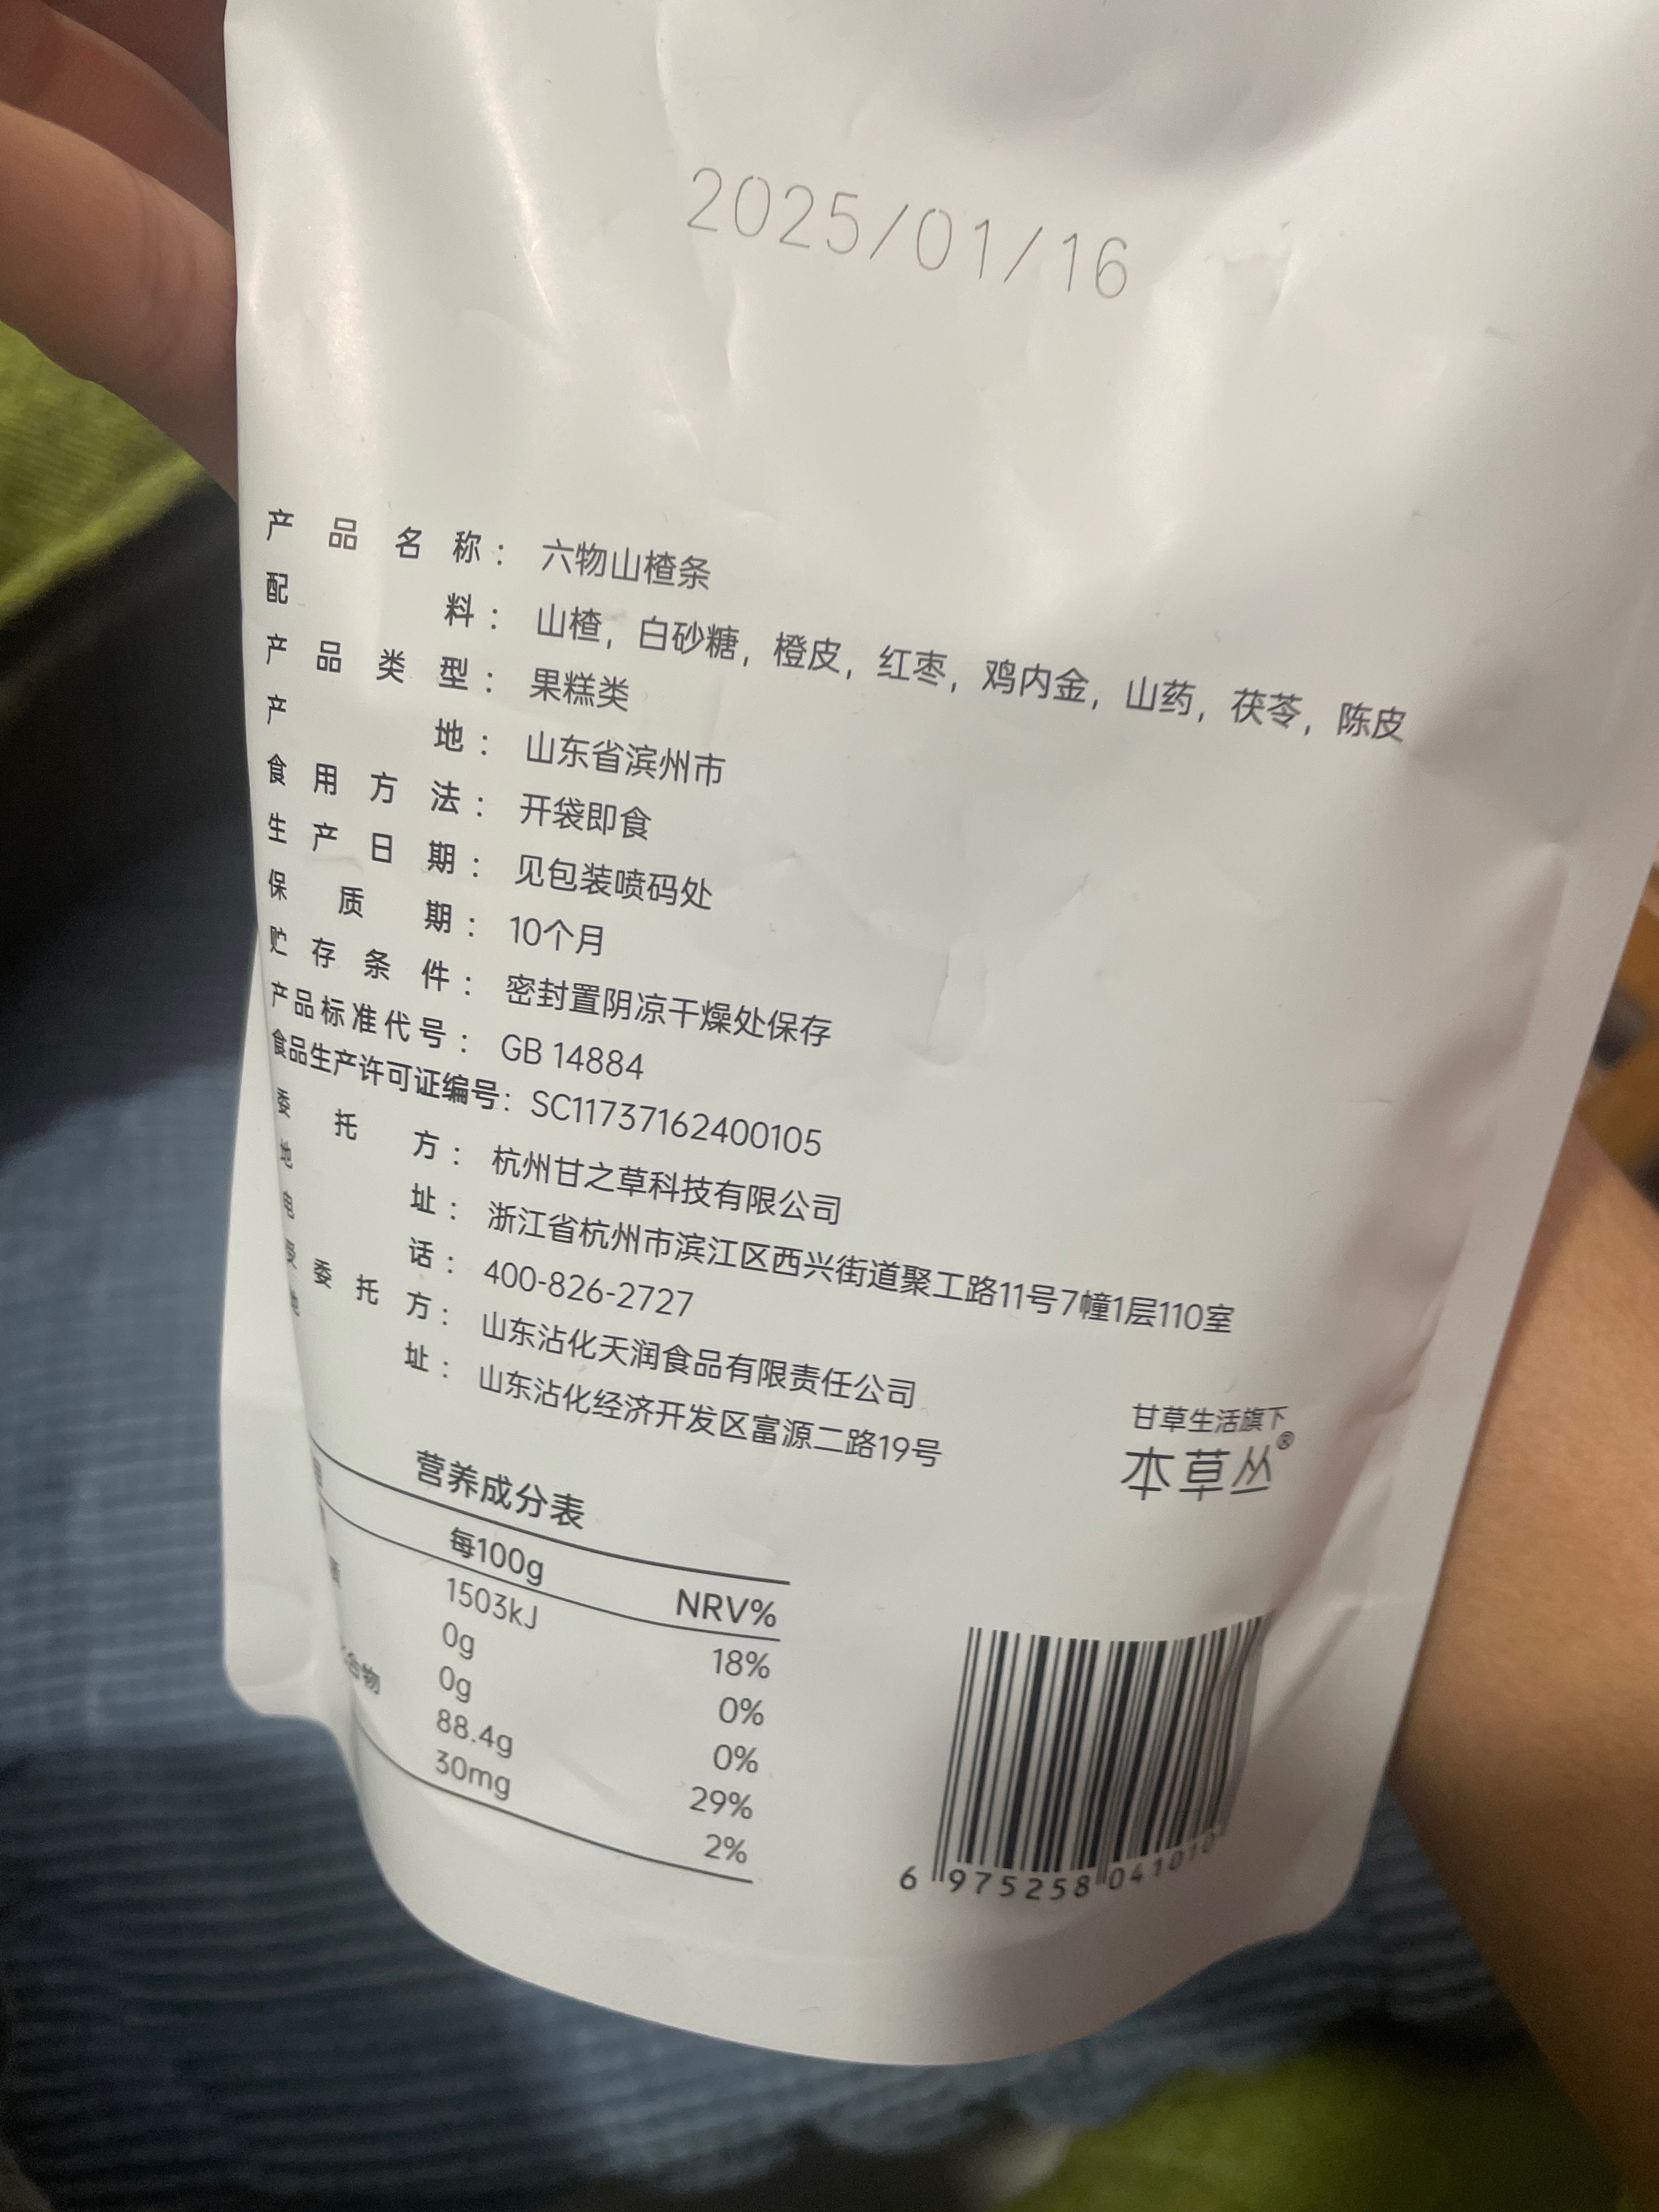 2025/01/16
产品名称：六物山楂条
配料：山楂，白砂糖，橙皮，红枣，鸡内金，山药，茯苓，陈皮
产品类型：果糕类
产地：山东省滨州市
食用方法：开袋即食
生产日期：见包装喷码处
保质期：10个月
贮存条件：密封置阴凉干燥处保存
产品标准代号：GB 14884
食品生产许可证编号：SC11737162400105
委托方：杭州甘之草科技有限公司
地址：浙江省杭州市滨江区西兴街道聚工路11号7幢1层110室
电话：400-826-2727
受委托方：山东沾化天润食品有限责任公司
地址：山东沾化经济开发区富源二路19号
甘草生活旗下
本草丛®
营养成分表
每100g NRV%
1503kJ 18%
0g 0%
0g 0%
合物 88.4g 29%
30mg 2%
6 975258 041010